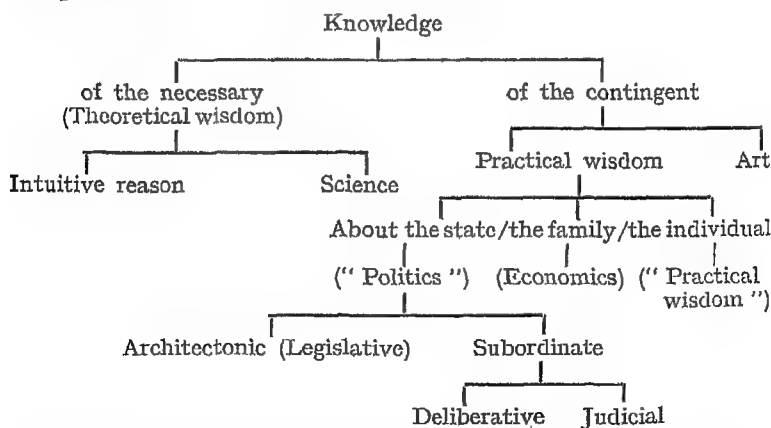 Knowledge
of the necessary of the contingent
(Theoretical wisdom)
Practical wisdom Art
Intuitive reason Science
About the state/the family/the individual
(“ Politics ”) (Economics) (“ Practical
wisdom ”)
Architectonic (Legislative) Subordinate
Deliberative Judicial